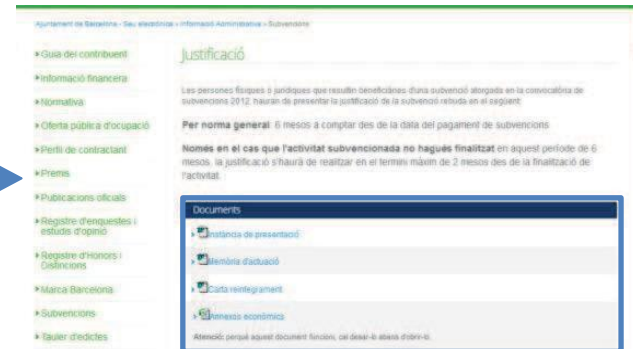 Ajuntament de Barcelona - Seu electrònica > Informació Administrativa > Subvencions
Guia del contribuent
Informació financera
Normativa
Oferta pública d'ocupació
Perfil de contractant
Premis
Publicacions oficials
Registre d'enquestes i
estudis d'opinió
Registre d'Honors i
Distincions
Marca Barcelona
Subvencions
Tauler d'edictes
Justificació
Les persones físiques o jurídiques que resultin beneficiàries d'una subvenció atorgada en la convocatòria de
subvencions 2012, hauran de presentar la justificació de la subvenció rebuda en el següent:
Per norma general: 6 mesos a comptar des de la data del pagament de subvencions
Només en el cas que l'activitat subvencionada no hagués finalitzat en aquest període de 6
mesos, la justificació s'haurà de realitzar en el termini màxim de 2 mesos des de la finalització de
l'activitat.
Documents
Instància de presentació
Memòria d'actuació
Carta reintegrament
Annexos econòmics
Atenció: perquè aquest document funcioni, cal desar-lo abans d'obrir-lo.